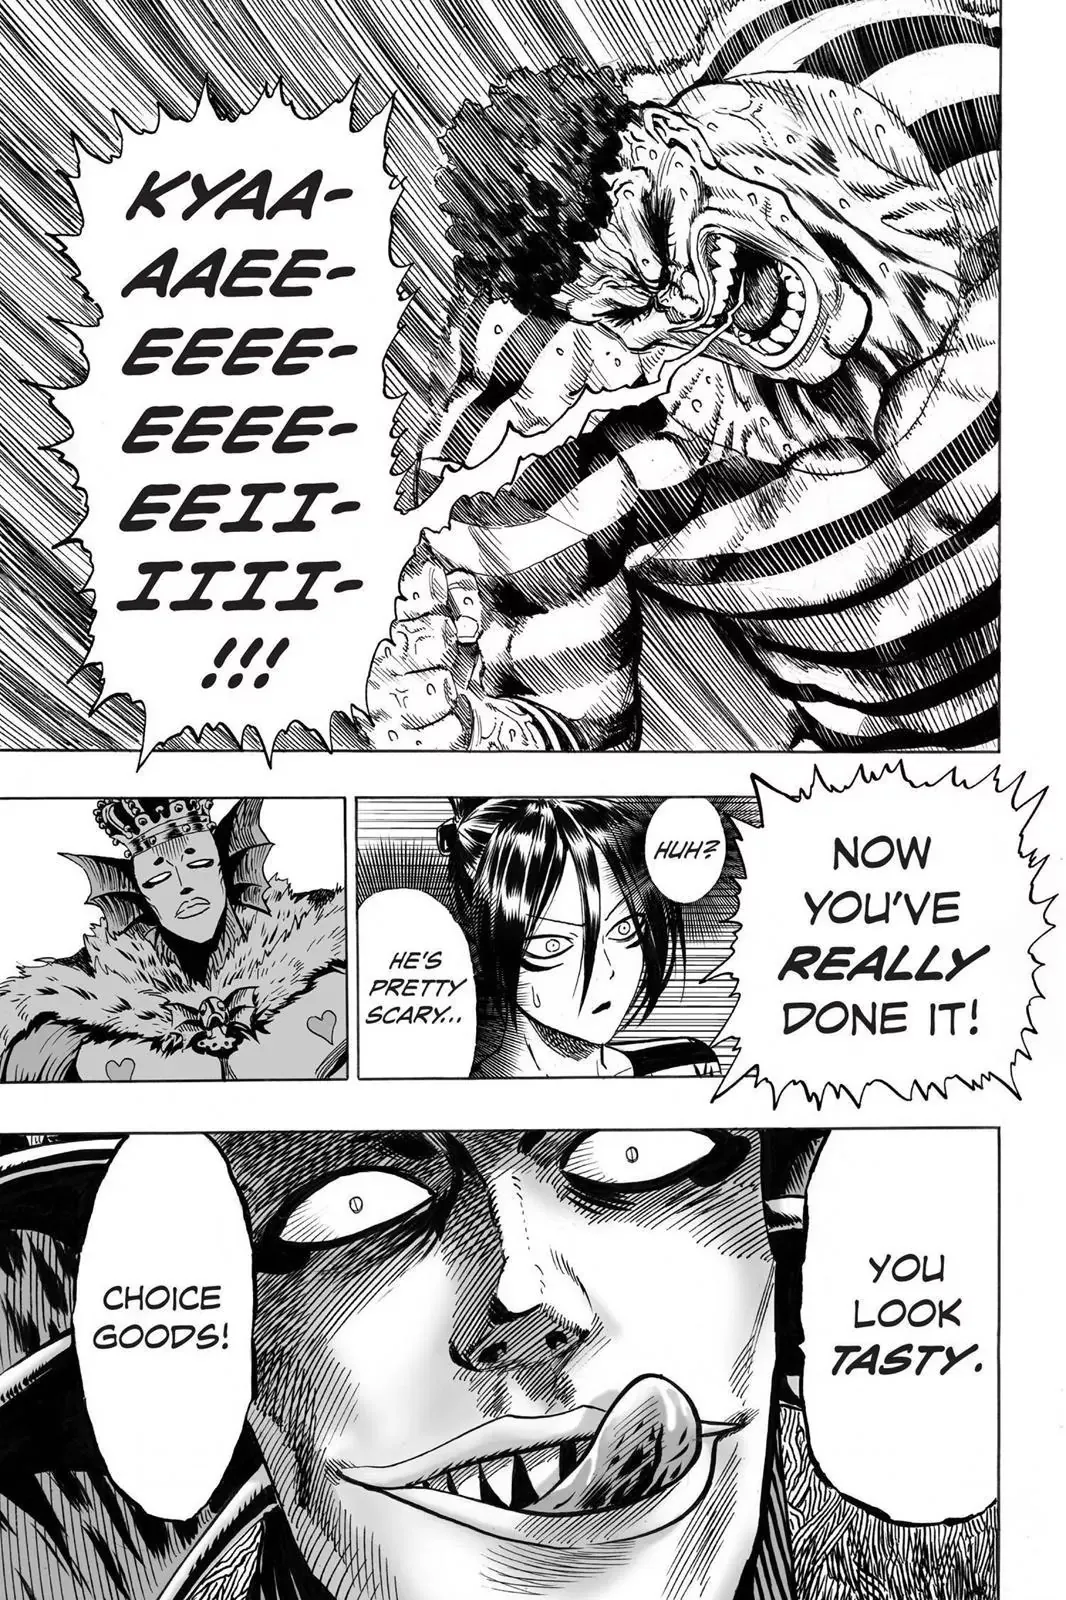 KYAA-
AAEE-
EEEE-
EEEE-
EEII-
IIII-
!!!
NOW
YOU'VE
REALLY
DONE IT!
HUH?
HE'S
PRETTY
SCARY...
YOU
LOOK
TASTY.
CHOICE
GOODS!